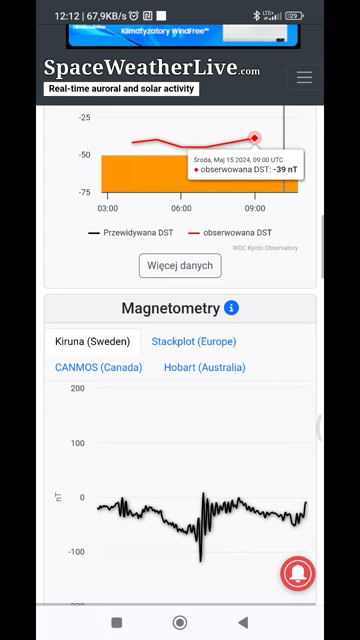 12:12 | 67,9KB/s
LTE+
29
Klimatyzatory WindFree™
SpaceWeatherLive.com
Real-time auroral and solar activity
-25
-50
-75
Środa, Maj 15 2024, 09:00 UTC
obserwowana DST: -39 nT
03:00 06:00 09:00
Przewidywana DST obserwowana DST
WDC Kyoto Observatory
Więcej danych
Magnetometry
Kiruna (Sweden) Stackplot (Europe)
CANMOS (Canada) Hobart (Australia)
200
100
nT
0
-100